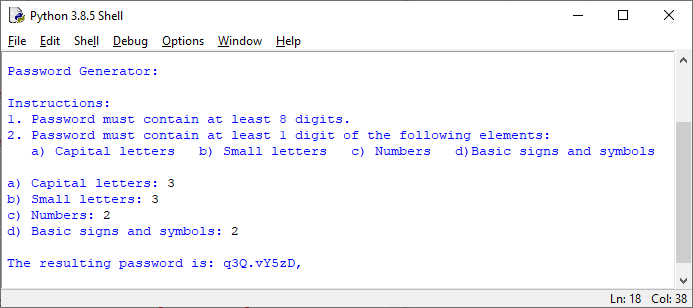 Python 3.8.5 Shell
File Edit Shell Debug Options Window Help
Password Generator:
Instructions:
1. Password must contain at least 8 digits.
2. Password must contain at least 1 digit of the following elements:
a) Capital letters b) Small letters c) Numbers d)Basic signs and symbols
a) Capital letters: 3
b) Small letters: 3
c) Numbers: 2
d) Basic signs and symbols: 2
The resulting password is: q3Q.vY5zD,
Ln: 18 Col: 38